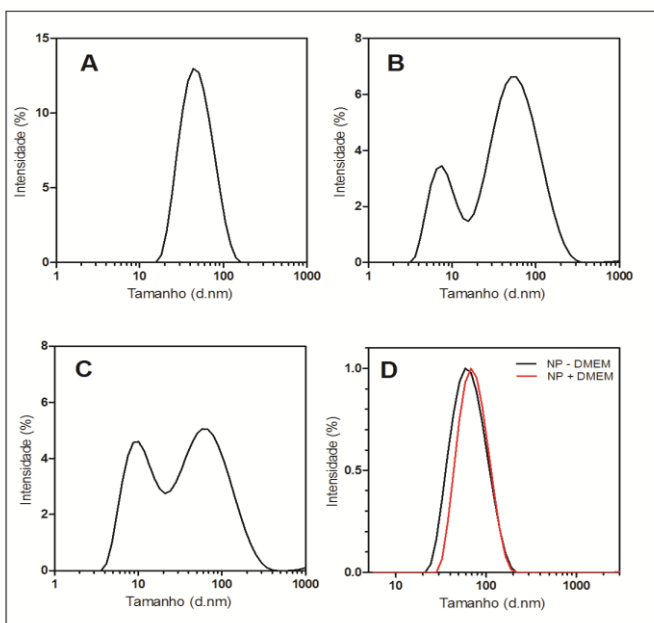 A
Intensidade (%)
15
10
5
0
1
10
100
1000
Tamanho (d.nm)
B
Intensidade (%)
8
6
4
2
0
1
10
100
1000
Tamanho (d.nm)
C
Intensidade (%)
8
6
4
2
0
1
10
100
1000
Tamanho (d.nm)
D
NP - DMEM
NP + DMEM
Intensidade (%)
1.0
0.5
0.0
10
100
1000
Tamanho (d.nm)